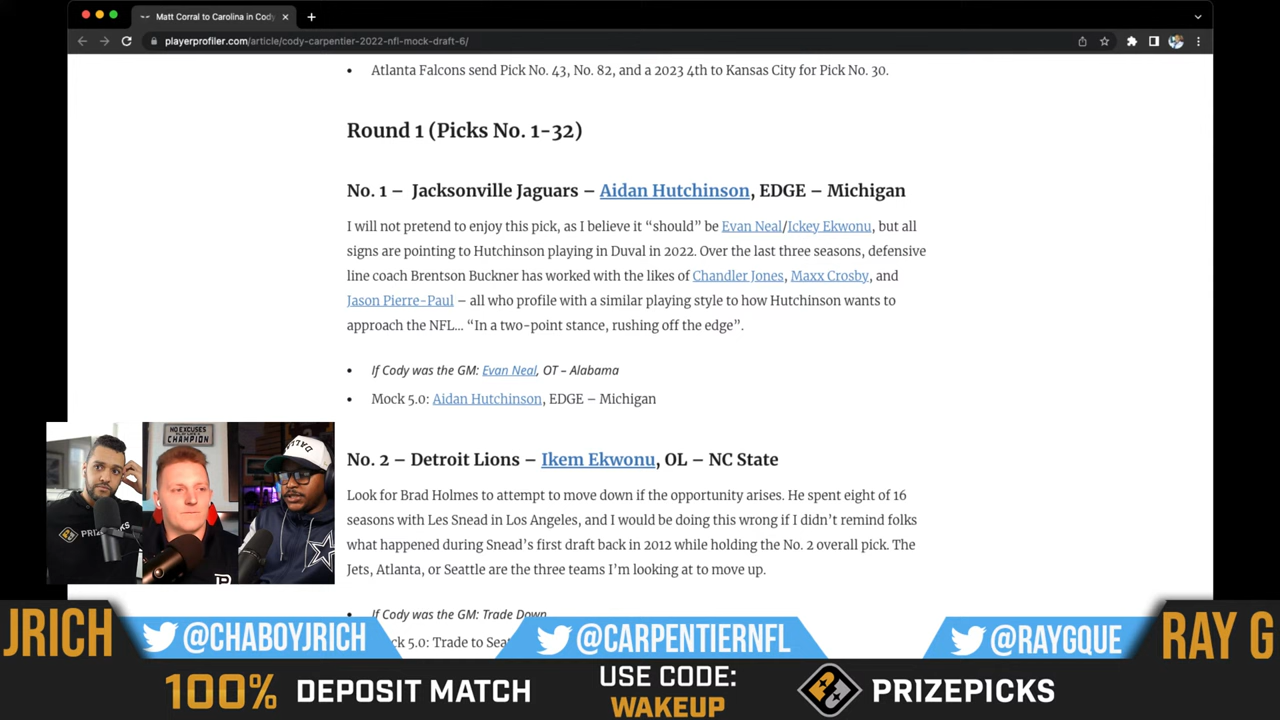 Matt Corral to Carolina in Cody
playerprofiler.com/article/cody-carpentier-2022-nfl-mock-draft-6/
• Atlanta Falcons send Pick No. 43, No. 82, and a 2023 4th to Kansas City for Pick No. 30.
Round 1 (Picks No. 1-32)
No. 1 – Jacksonville Jaguars – Aidan Hutchinson, EDGE – Michigan
I will not pretend to enjoy this pick, as I believe it “should” be Evan Neal/Ickey Ekwonu, but all
signs are pointing to Hutchinson playing in Duval in 2022. Over the last three seasons, defensive
line coach Brentson Buckner has worked with the likes of Chandler Jones, Maxx Crosby, and
Jason Pierre-Paul – all who profile with a similar playing style to how Hutchinson wants to
approach the NFL… “In a two-point stance, rushing off the edge”.
• If Cody was the GM: Evan Neal, OT – Alabama
• Mock 5.0: Aidan Hutchinson, EDGE – Michigan
No. 2 – Detroit Lions – Ikem Ekwonu, OL – NC State
Look for Brad Holmes to attempt to move down if the opportunity arises. He spent eight of 16
seasons with Les Snead in Los Angeles, and I would be doing this wrong if I didn’t remind folks
what happened during Snead’s first draft back in 2012 while holding the No. 2 overall pick. The
Jets, Atlanta, or Seattle are the three teams I’m looking at to move up.
• If Cody was the GM: Trade Down
ck 5.0: Trade to Sea
NO EXCUSES
CHAMPION
DALLAS
PRIZEPICKS
JRICH
@CHABOYJRICH
@CARPENTIERNFL
@RAYGQUE
RAY G
100% DEPOSIT MATCH
USE CODE:
WAKEUP
PRIZEPICKS